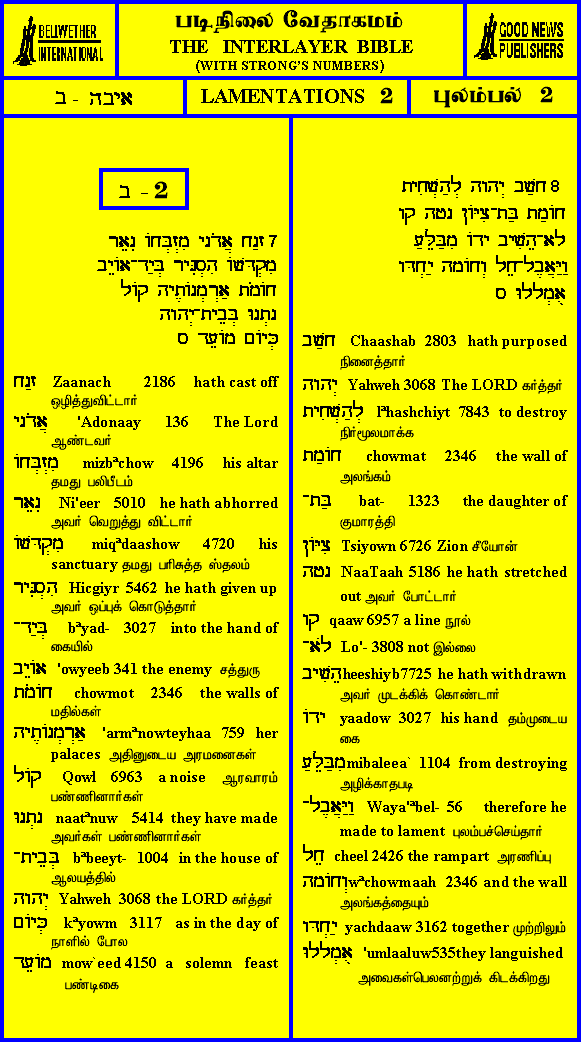 BELLWETHER
INTERNATIONAL
படிநிலை வேதாகமம்
THE INTERLAYER BIBLE
(WITH STRONG'S NUMBERS)
GOOD NEWS
PUBLISHERS
איכה - ב
LAMENTATIONS 2
புலம்பல் 2
2 - ב
7 זָנַח אֲדֹנָי מִזְבְּחוֹ נִאֵר
מִקְדָּשׁוֹ הִסְגִּיר בְּיַד־אוֹיֵב
חוֹמֹת אַרְמְנוֹתֶיהָ קוֹל
נָתְנוּ בְּבֵית־יְהוָה
כְּיוֹם מוֹעֵד ס
זָנַח Zaanach 2186 hath cast off
ஒழித்துவிட்டார்
אֲדֹנָי 'Adonaay 136 The Lord
ஆண்டவர்
מִזְבְּחוֹ mizbªchow 4196 his altar
தமது பலிபீடம்
נִאֵר Ni'eer 5010 he hath abhorred
அவர் வெறுத்து விட்டார்
מִקְדָּשׁוֹ miqªdaashow 4720 his
sanctuary தமது பரிசுத்த ஸ்தலம்
הִסְגִּיר Hicgiyr 5462 he hath given up
அவர் ஒப்புக் கொடுத்தார்
בְּיַד־ bªyad- 3027 into the hand of
கையில்
אוֹיֵב 'owyeeb 341 the enemy சத்துரு
חוֹמֹת chowmot 2346 the walls of
மதில்கள்
אַרְמְנוֹתֶיהָ 'armªnowteyhaa 759 her
palaces அதினுடைய அரமனைகள்
קוֹל Qowl 6963 a noise ஆரவாரம்
பண்ணினார்கள்
נָתְנוּ naatªnuw 5414 they have made
அவர்கள் பண்ணினார்கள்
בְּבֵית־ bªbeeyt- 1004 in the house of
ஆலயத்தில்
יְהוָה Yahweh 3068 the LORD கர்த்தர்
כְּיוֹם kªyowm 3117 as in the day of
நாளில் போல
מוֹעֵד mow`eed 4150 a solemn feast
பண்டிகை
8 חָשַׁב יְהוָה לְהַשְׁחִית
חוֹמַת בַּת־צִיּוֹן נָטָה קָו
לֹא־הֵשִׁיב יָדוֹ מִבַּלֵּעַ
וַיַּאֲבֶל־חֵל וְחוֹמָה יַחְדָּו
אֻמְלָלוּ ס
חָשַׁב Chaashab 2803 hath purposed
நினைத்தார்
יְהוָה Yahweh 3068 The LORD கர்த்தர்
לְהַשְׁחִית lªhashchiyt 7843 to destroy
நிர்மூலமாக்க
חוֹמַת chowmat 2346 the wall of
அலங்கம்
בַּת־ bat- 1323 the daughter of
குமாரத்தி
צִיּוֹן Tsiyown 6726 Zion சீயோன்
נָטָה NaaTaah 5186 he hath stretched
out அவர் போட்டார்
קָו qaaw 6957 a line நூல்
לֹא־ Lo'- 3808 not இல்லை
הֵשִׁיב heeshiyb7725 he hath withdrawn
அவர் முடக்கிக் கொண்டார்
יָדוֹ yaadow 3027 his hand தம்முடைய
கை
מִבַּלֵּעַ mibaleea` 1104 from destroying
அழிக்காதபடி
וַיַּאֲבֶל־ Waya'ªbel- 56 therefore he
made to lament புலம்பச்செய்தார்
חֵל cheel 2426 the rampart அரணிப்பு
וְחוֹמָה wªchowmaah 2346 and the wall
அலங்கத்தையும்
יַחְדָּו yachdaaw 3162 together முற்றிலும்
אֻמְלָלוּ 'umlaaluw535they languished
அவைகள்பெலனற்றுக் கிடக்கிறது